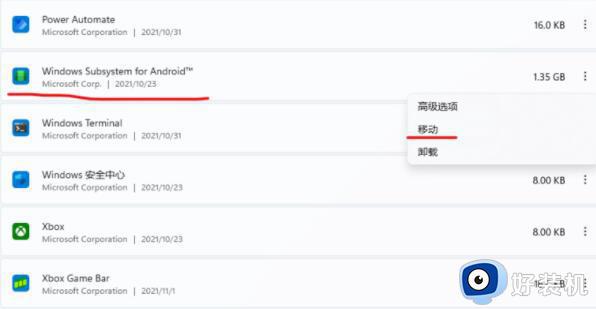 Power Automate
Microsoft Corporation | 2021/10/31
16.0 KB
Windows Subsystem for Android™
Microsoft Corp. | 2021/10/23
1.35 GB
高级选项
移动
卸载
Windows Terminal
Microsoft Corporation | 2021/10/31
Windows 安全中心
Microsoft Corporation | 2021/10/23
8.00 KB
Xbox
Microsoft Corporation | 2021/10/23
8.00 KB
Xbox Game Bar
Microsoft Corporation | 2021/11/1
KB
好装机